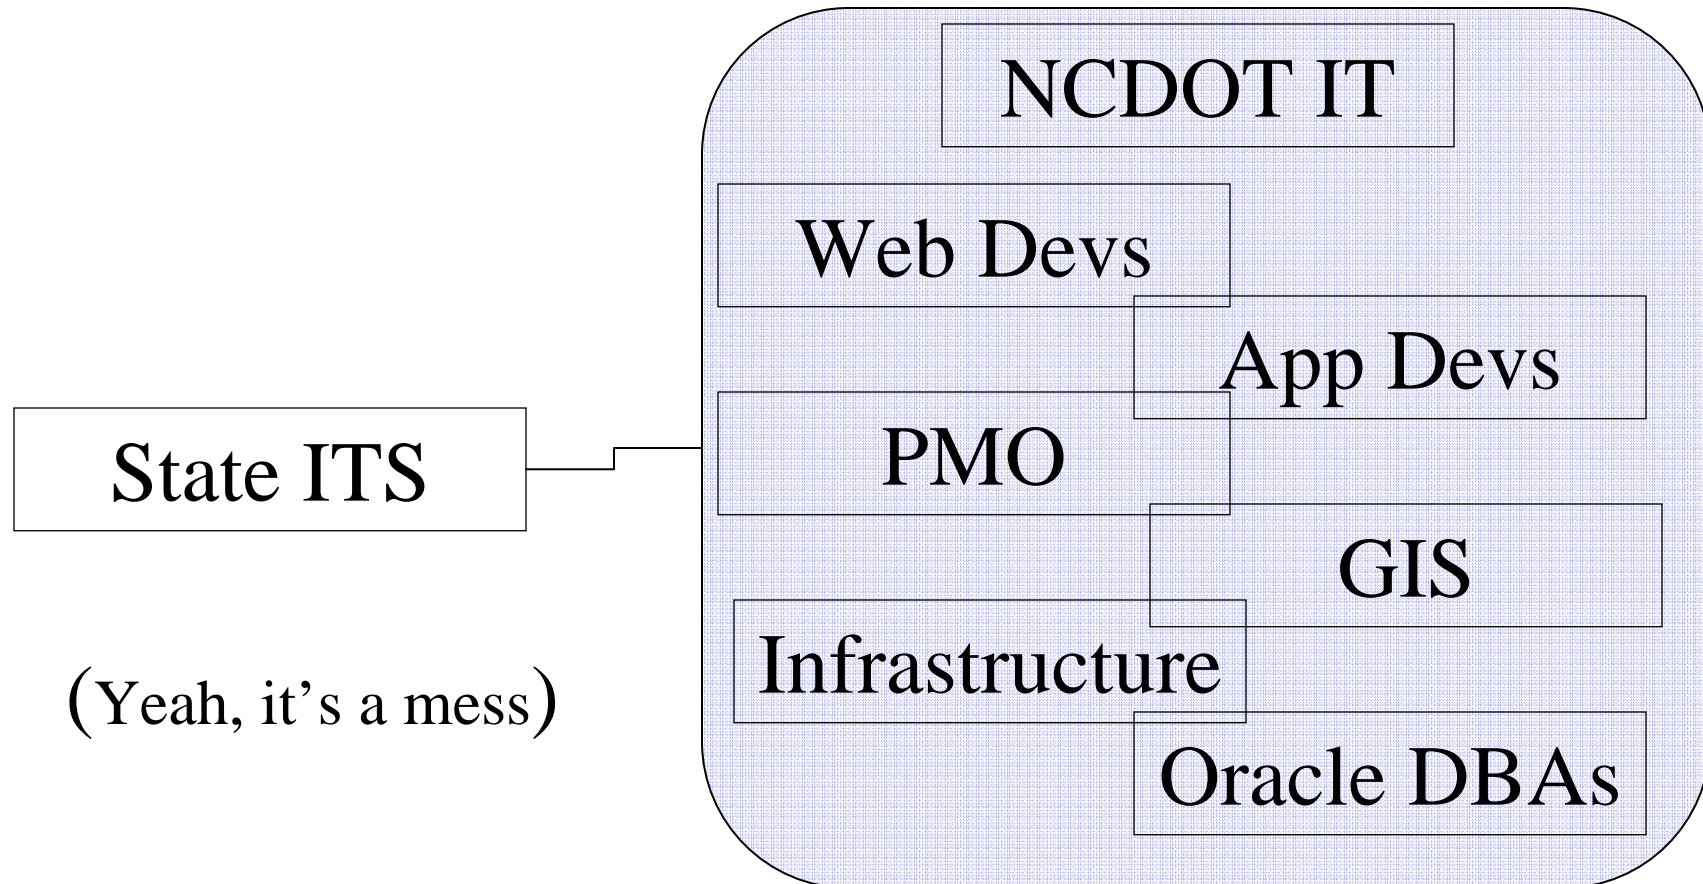 NCDOT IT
Web Devs
App Devs
PMO
State ITS
GIS
Infrastructure
(Yeah, it’s a mess)
Oracle DBAs